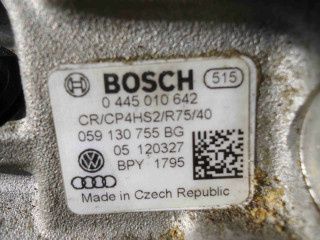 BOSCH 515
0 445 010 642
CR/CP4HS2/R75/40
059 130 755 BG
05 120327
BPY 1795
Made in Czech Republic